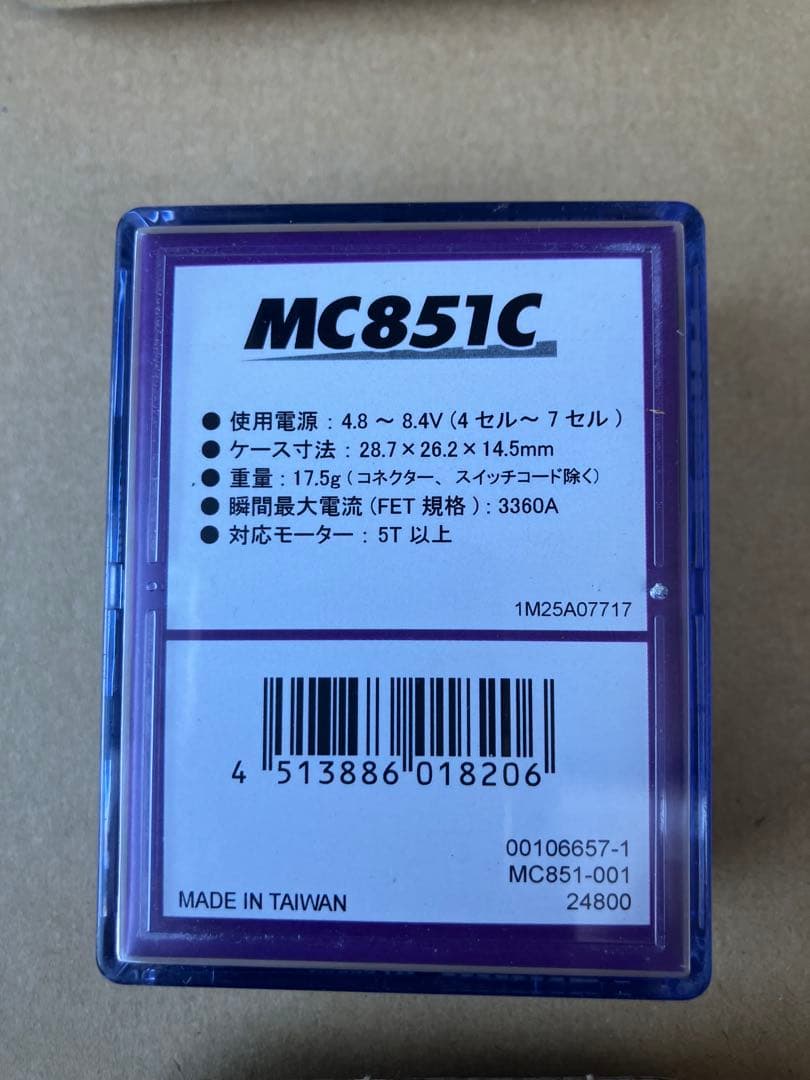 MC851C
● 使用電源 : 4.8 ～ 8.4V (4 セル～ 7 セル )
● ケース寸法 : 28.7×26.2×14.5mm
● 重量 : 17.5g ( コネクター、 スイッチコード除く)
● 瞬間最大電流 (FET 規格 ) : 3360A
● 対応モーター : 5T 以上
1M25A07717
4 513886 018206
00106657-1
MC851-001
MADE IN TAIWAN 24800